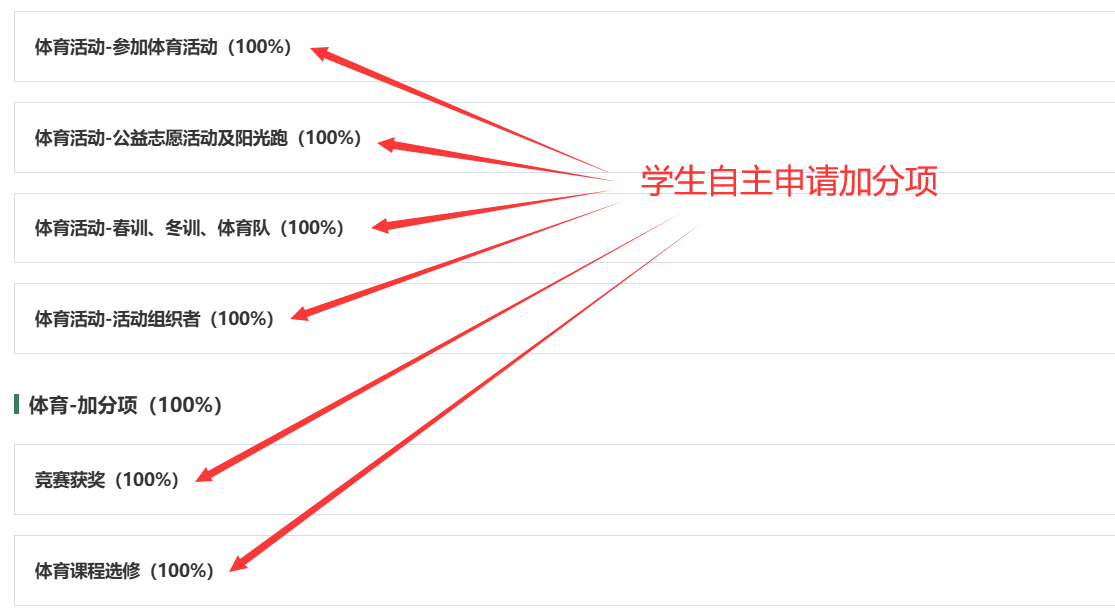 体育活动-参加体育活动（100%）
体育活动-公益志愿活动及阳光跑（100%）
学生自主申请加分项
体育活动-春训、冬训、体育队（100%）
体育活动-活动组织者（100%）
体育-加分项（100%）
竞赛获奖（100%）
体育课程选修（100%）